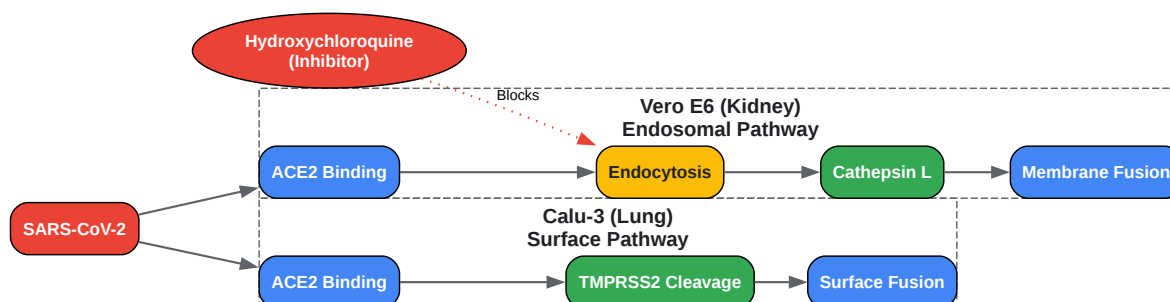 Hydroxychloroquine
(Inhibitor)
Blocks
Vero E6 (Kidney)
Endosomal Pathway
ACE2 Binding
Endocytosis
Cathepsin L
Membrane Fusion
SARS-CoV-2
Calu-3 (Lung)
Surface Pathway
ACE2 Binding
TMPRSS2 Cleavage
Surface Fusion